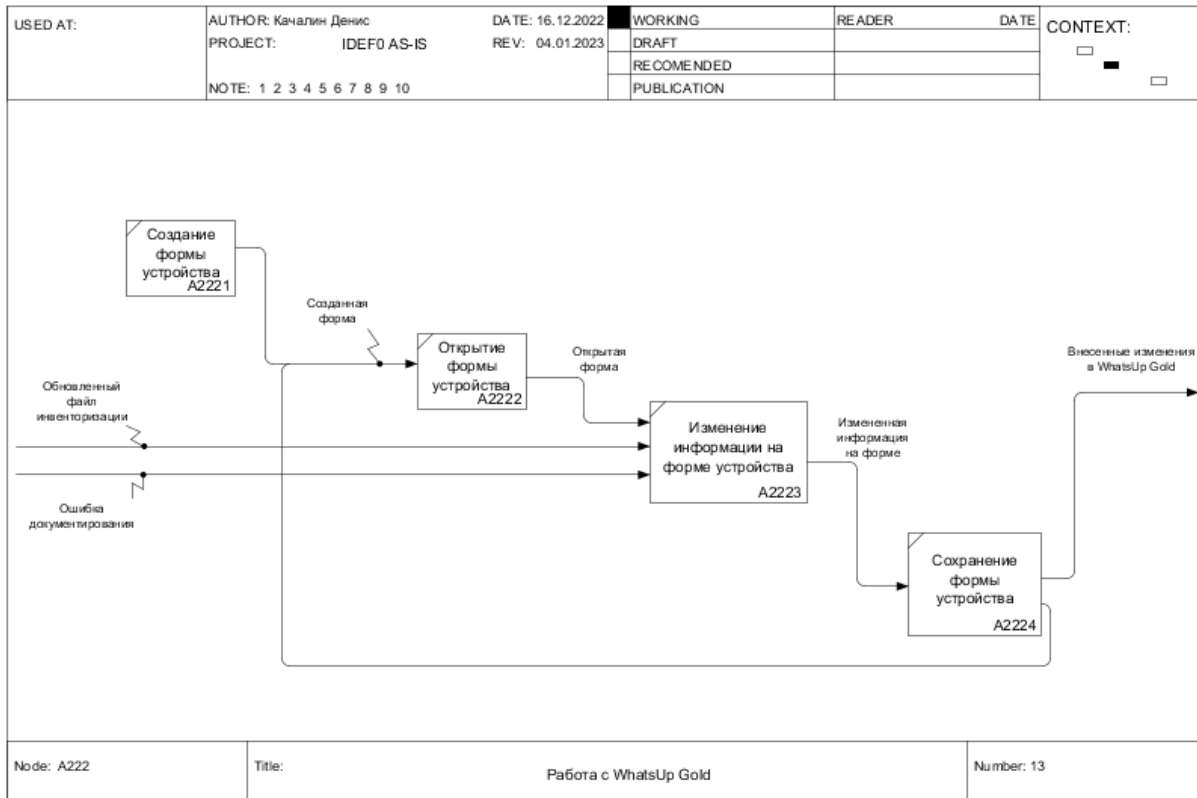 USED AT:
AUTHOR: Качалин Денис
DATE: 16.12.2022
PROJECT: IDEF0 AS-IS
REV: 04.01.2023
NOTE: 1 2 3 4 5 6 7 8 9 10
WORKING
DRAFT
RECOMENDED
PUBLICATION
READER
DATE
CONTEXT:
Создание
формы
устройства
A2221
Созданная
форма
Открытие
формы
устройства
A2222
Открытая
форма
Внесенные изменения
в WhatsUp Gold
Обновленный
файл
инвенторизации
Изменение
информации на
форме устройства
A2223
Измененная
информация
на форме
Ошибка
документирования
Сохранение
формы
устройства
A2224
Node: A222
Title:
Работа с WhatsUp Gold
Number: 13